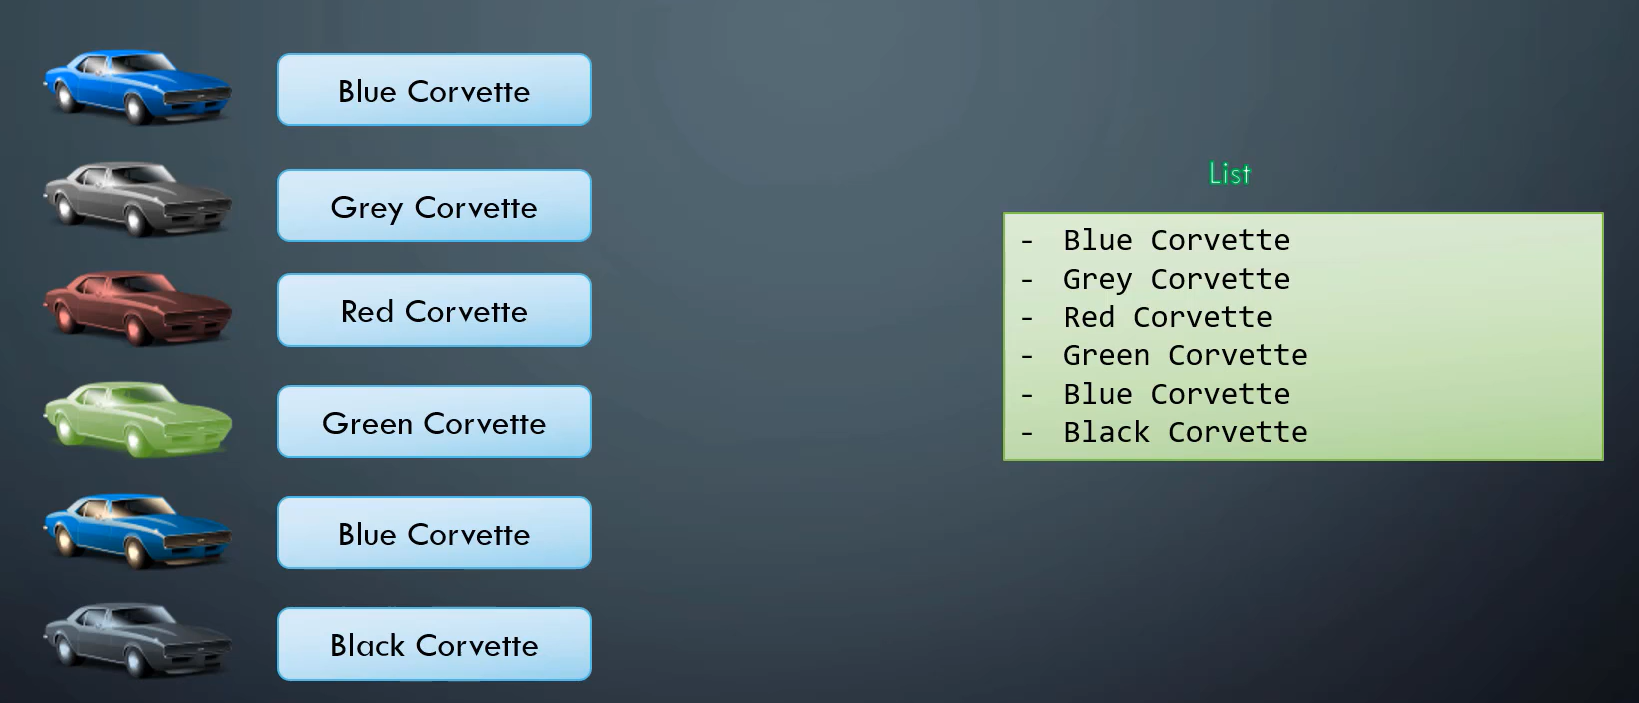 Blue Corvette
Grey Corvette
Red Corvette
Green Corvette
Blue Corvette
Black Corvette
List
- Blue Corvette
- Grey Corvette
- Red Corvette
- Green Corvette
- Blue Corvette
- Black Corvette